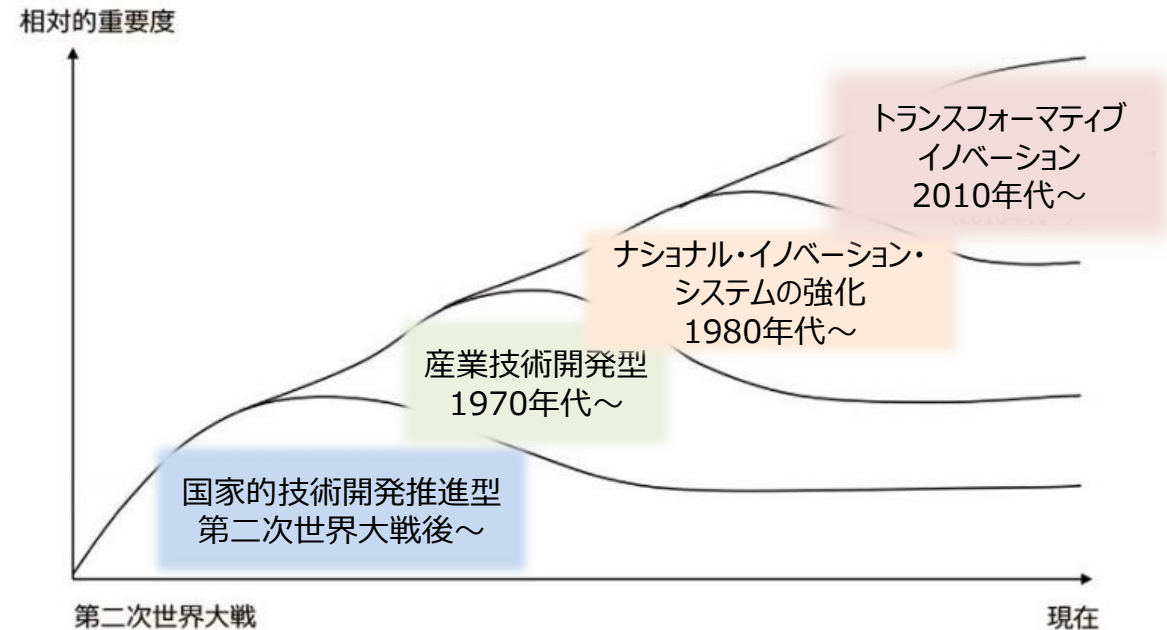 相対的重要度
トランスフォーマティブ
イノベーション
2010年代～
ナショナル・イノベーション・
システムの強化
1980年代～
産業技術開発型
1970年代～
国家的技術開発推進型
第二次世界大戦後～
第二次世界大戦
現在